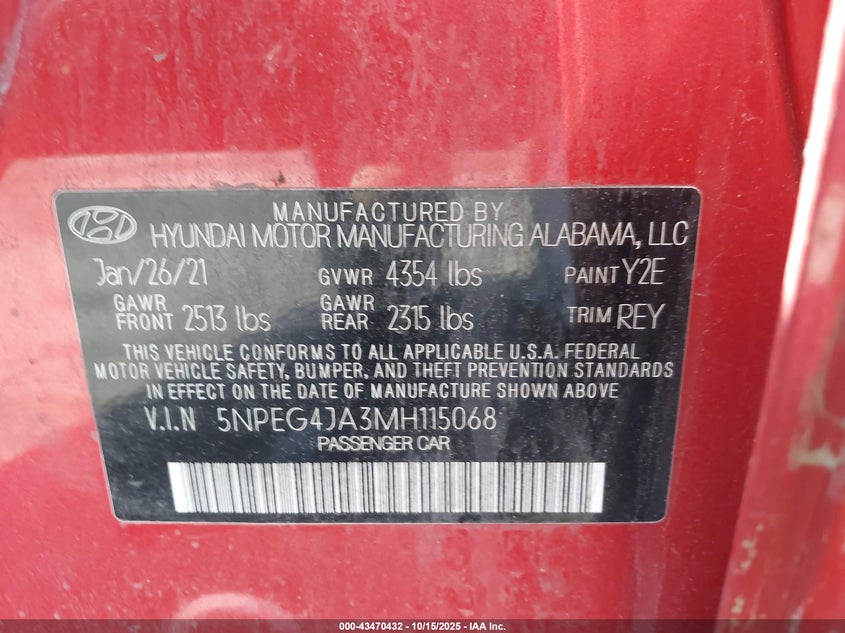 MANUFACTURED BY
HYUNDAI MOTOR MANUFACTURING ALABAMA, LLC
Jan/26/21 GVWR 4354 lbs PAINT Y2E
GAWR FRONT 2513 lbs GAWR REAR 2315 lbs TRIM REY
THIS VEHICLE CONFORMS TO ALL APPLICABLE U.S.A. FEDERAL
MOTOR VEHICLE SAFETY, BUMPER, AND THEFT PREVENTION STANDARDS
IN EFFECT ON THE DATE OF MANUFACTURE SHOWN ABOVE
V.I.N 5NPEG4JA3MH115068
PASSENGER CAR
000-43470432 - 10/15/2025 - IAA Inc.